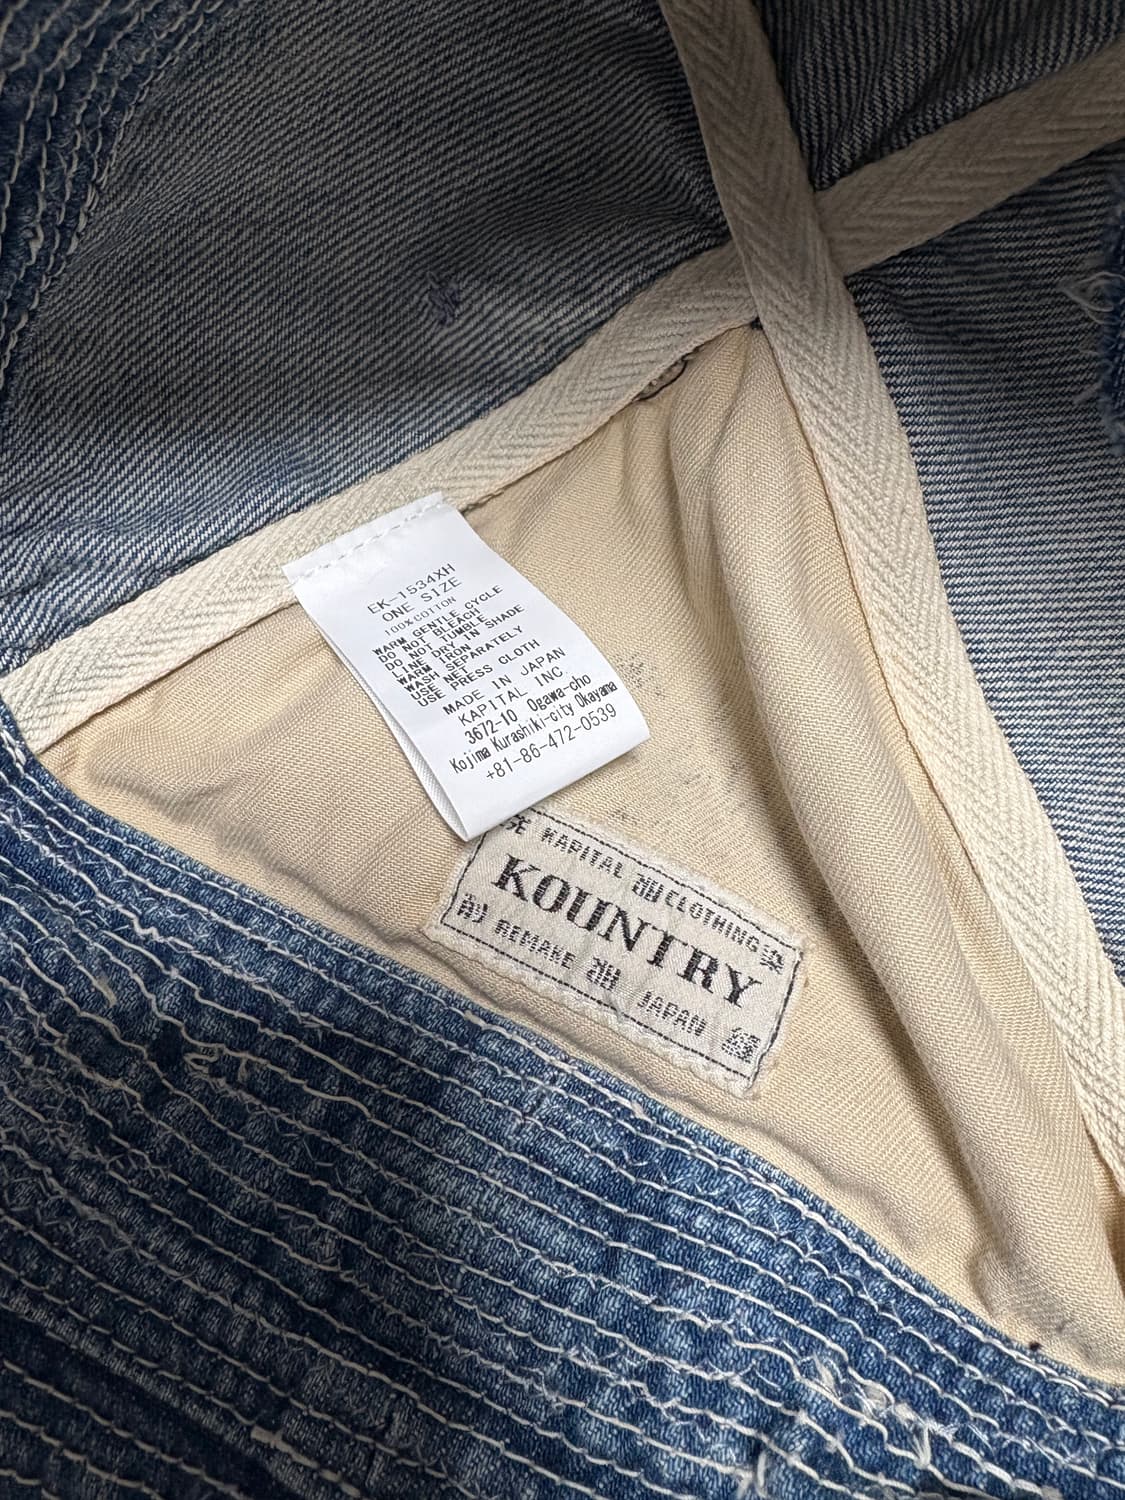 EK-1534XH
ONE SIZE
100% COTTON
WARM GENTLE CYCLE
DO NOT BLEACH
DO NOT TUMBLE
LINE DRY IN SHADE
WARM IRON
WASH SEPARATELY
USE NET
USE PRESS CLOTH
MADE IN JAPAN
KAPITAL INC.
3672-10 Ogawa-cho
Kojima Kurashiki-city Okayama
+81-86-472-0539
KAPITAL CLOTHING
KOUNTRY
REMAKE JAPAN